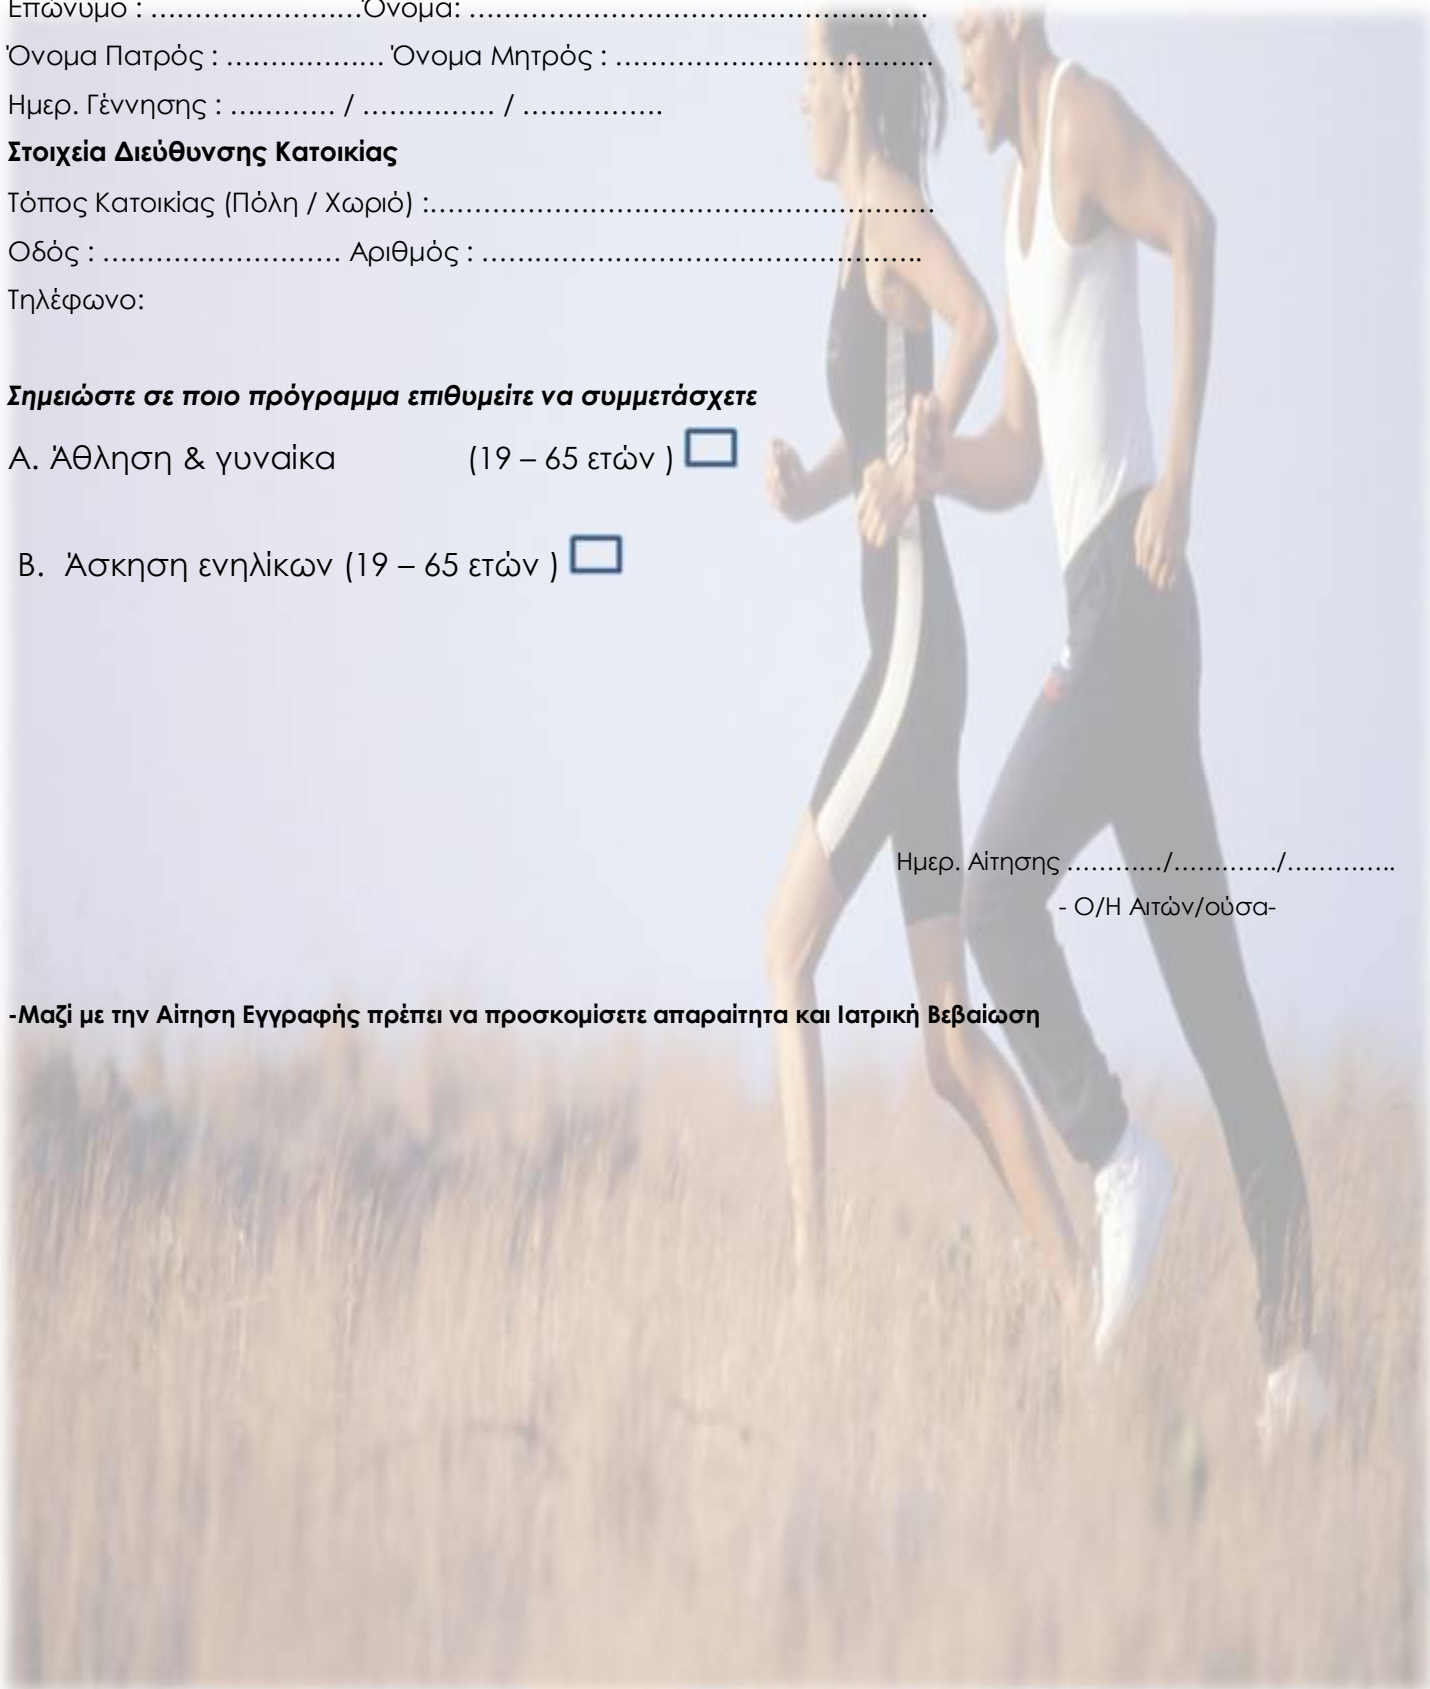 Επώνυμο : ........................Όνομα: ....................................................
Όνομα Πατρός : .................. Όνομα Μητρός : ....................................
Ημερ. Γέννησης : ............ / ............... / ................
Στοιχεία Διεύθυνσης Κατοικίας
Τόπος Κατοικίας (Πόλη / Χωριό) :.........................................................
Οδός : ........................... Αριθμός : ..................................................
Τηλέφωνο:
Σημειώστε σε ποιο πρόγραμμα επιθυμείτε να συμμετάσχετε
Α. Άθληση & γυναίκα (19 – 65 ετών )
Β. Άσκηση ενηλίκων (19 – 65 ετών )
Ημερ. Αίτησης ............/............./..............
- Ο/Η Αιτών/ούσα-
-Μαζί με την Αίτηση Εγγραφής πρέπει να προσκομίσετε απαραίτητα και Ιατρική Βεβαίωση